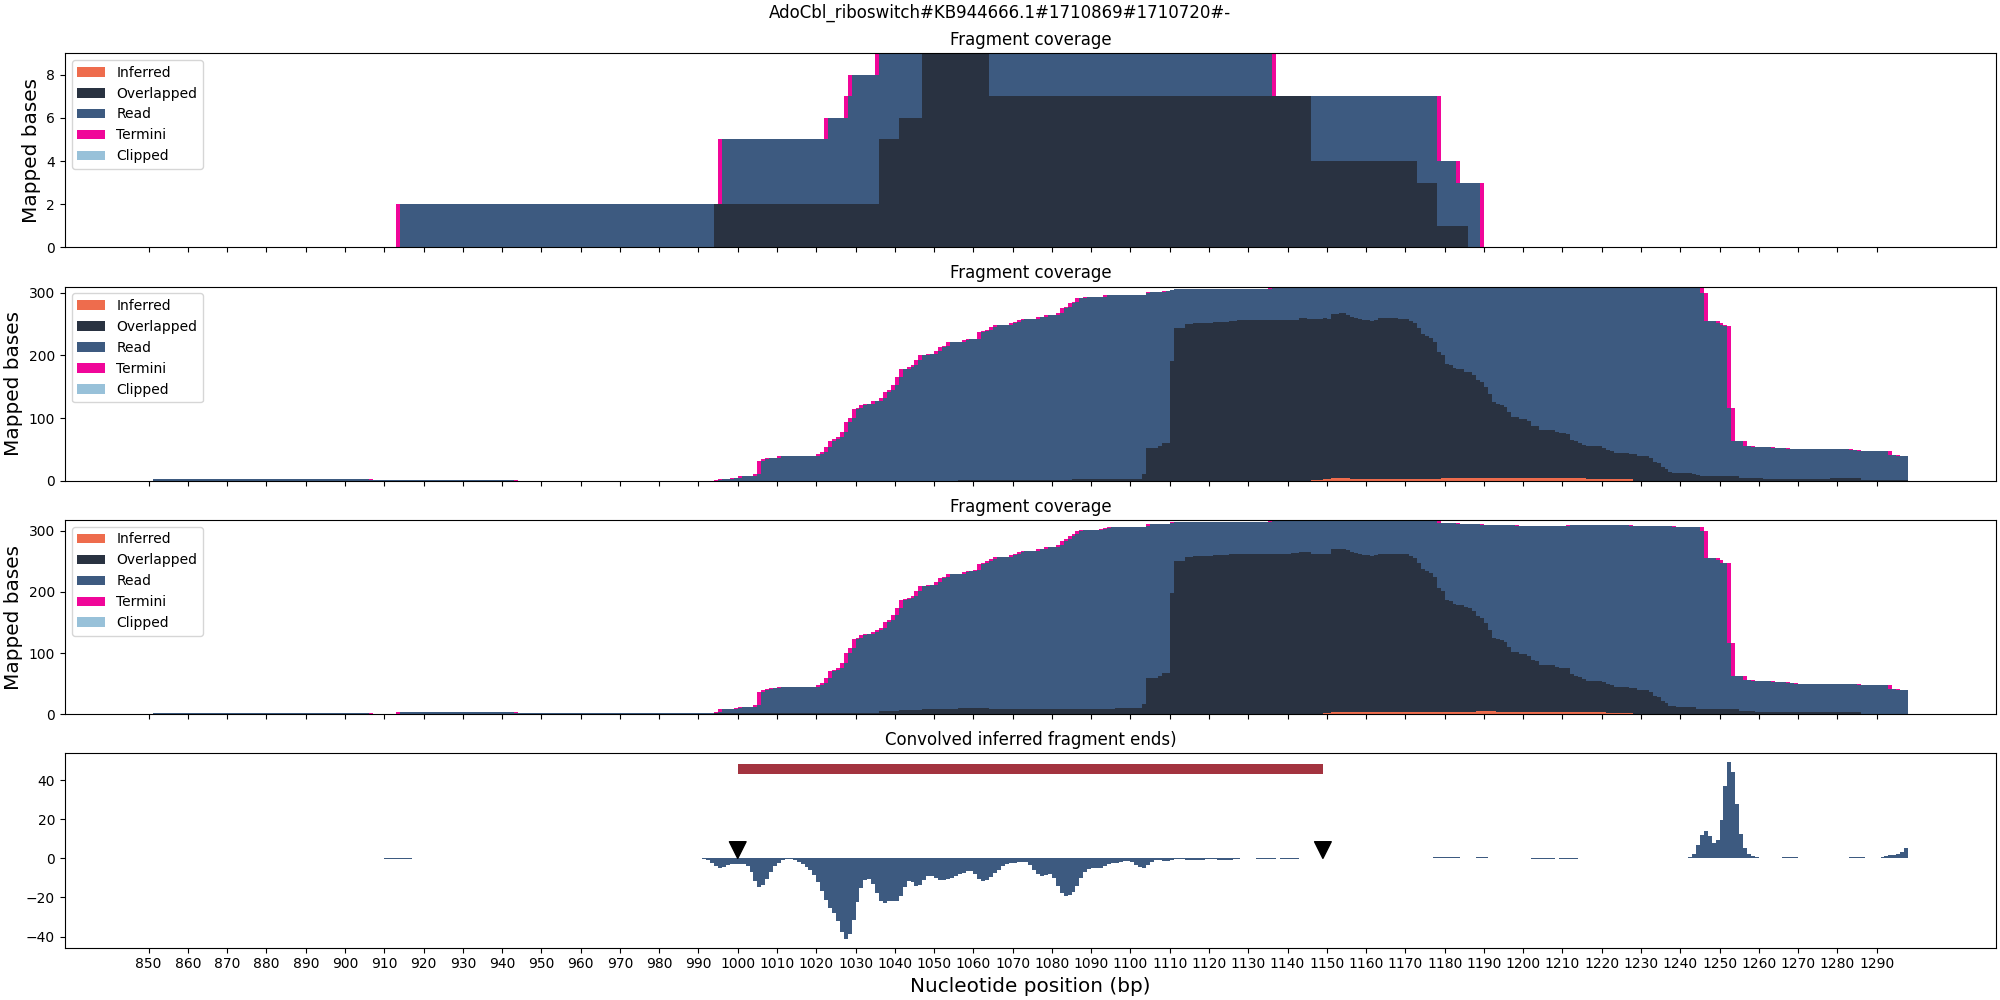 AdoCbl_riboswitch#KB944666.1#1710869#1710720#-
Fragment coverage
Mapped bases
8
6
4
2
0
Inferred
Overlapped
Read
Termini
Clipped
Fragment coverage
Mapped bases
300
200
100
0
Inferred
Overlapped
Read
Termini
Clipped
Fragment coverage
Mapped bases
300
200
100
0
Inferred
Overlapped
Read
Termini
Clipped
Convolved inferred fragment ends)
40
20
0
−20
−40
850 860 870 880 890 900 910 920 930 940 950 960 970 980 990 1000 1010 1020 1030 1040 1050 1060 1070 1080 1090 1100 1110 1120 1130 1140 1150 1160 1170 1180 1190 1200 1210 1220 1230 1240 1250 1260 1270 1280 1290
Nucleotide position (bp)